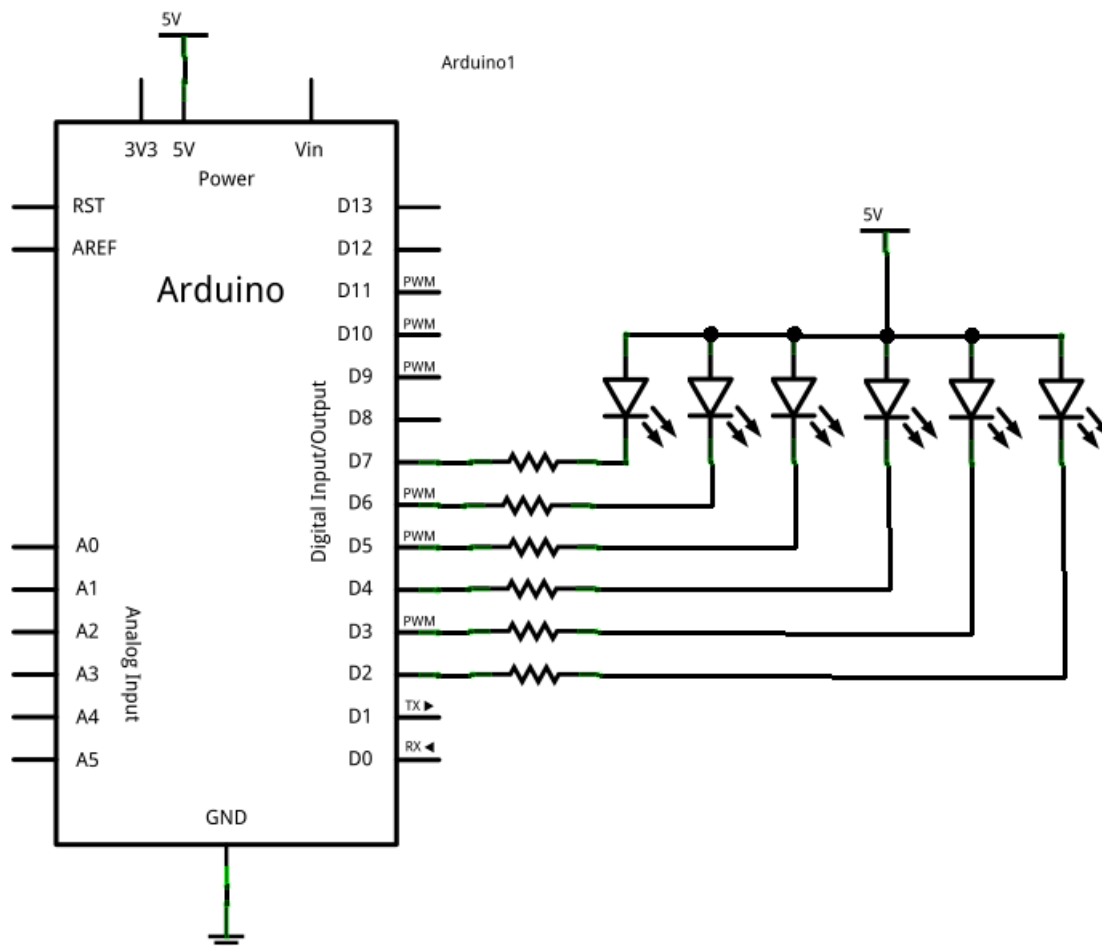 5V
Arduino1
3V3 5V Vin
Power
RST D13
AREF D12
5V
Arduino
PWM
D11
PWM
D10
PWM
D9
D8
Digital Input/Output
D7
PWM
D6
PWM
A0 D5
A1 D4
PWM
A2 D3
A3 D2
Analog Input
TX ▶
A4 D1
RX ◀
A5 D0
GND